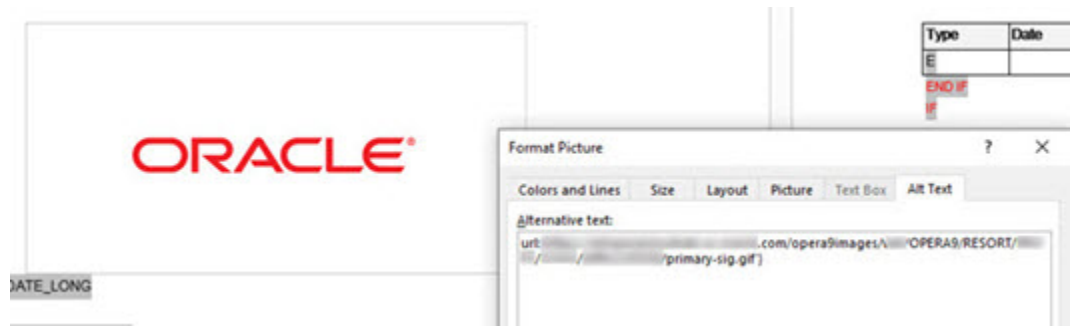 Type Date
E
END IF
IF
ORACLE®
Format Picture ? ×
Colors and Lines Size Layout Picture Text Box Alt Text
Alternative text:
url: .com/opera9images/ /OPERA9/RESORT/
/ / /primary-sig.gif'}
DATE_LONG